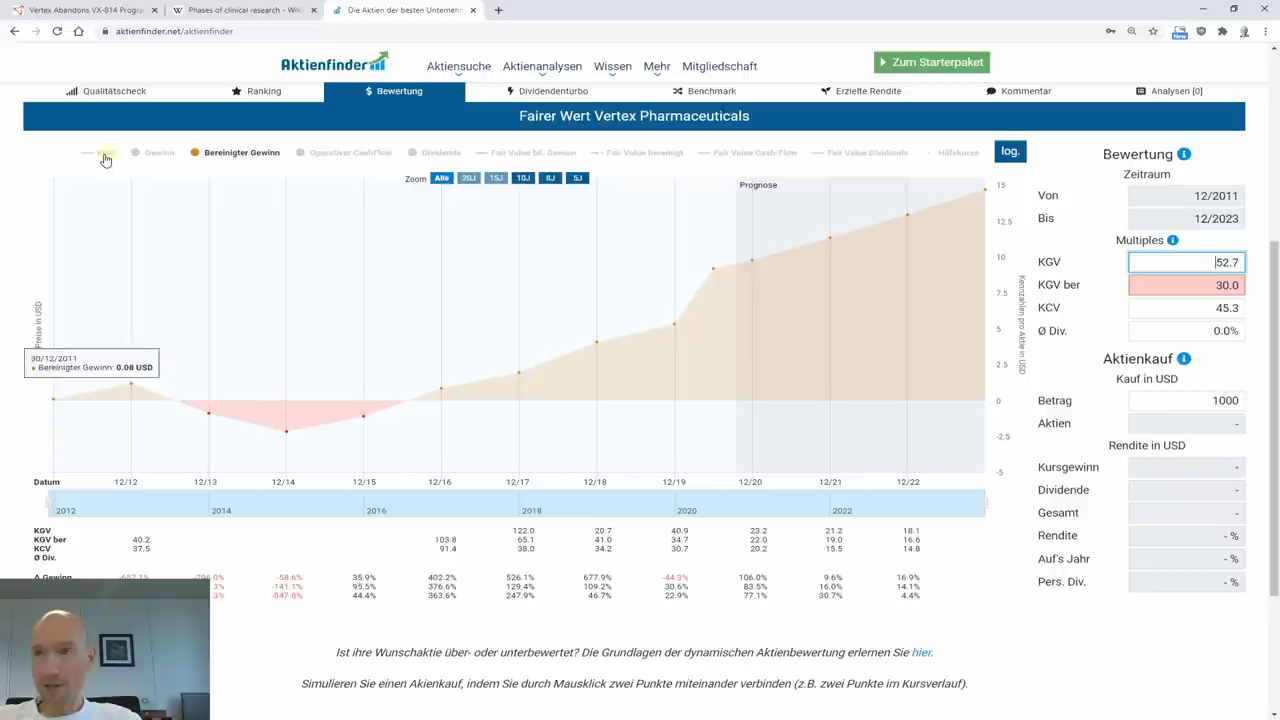 Vertex Abandons VX-814 Progr
Phases of clinical research - Wiki
Die Aktien der besten Unternehm
aktienfinder.net/aktienfinder
New
Aktienfinder
Aktiensuche
Aktienanalysen
Wissen
Mehr
Mitgliedschaft
Zum Starterpaket
Qualitätscheck
Ranking
Bewertung
Dividendenturbo
Benchmark
Erzielte Rendite
Kommentar
Analysen [0]
Fairer Wert Vertex Pharmaceuticals
Gewinn
Bereinigter Gewinn
Operativer CashFlow
Dividende
Fair Value bil. Gewinn
Fair Value bereinigt
Fair Value Cash-Flow
Fair Value Dividende
Hilfskurse
log.
Zoom Alle 20J 15J 10J 8J 5J
Prognose
15
12.5
10
7.5
5
2.5
0
-2.5
-5
Preise in USD
Kennzahlen pro Aktie in USD
30/12/2011
Bereinigter Gewinn: 0.08 USD
Datum 12/12 12/13 12/14 12/15 12/16 12/17 12/18 12/19 12/20 12/21 12/22
2012 2014 2016 2018 2020 2022
KGV 122.0 20.7 40.9 23.2 21.2 18.1
KGV ber 40.2 103.8 65.1 41.0 34.7 22.0 19.0 16.6
KCV 37.5 91.4 38.0 34.2 30.7 20.2 15.5 14.8
Ø Div.
Δ Gewinn -657.1% -296.0% -58.6% 35.9% 402.2% 526.1% 677.9% -44.3% 106.0% 9.6% 16.9%
3% -141.1% 95.5% 376.6% 129.4% 109.2% 30.6% 83.5% 16.0% 14.1%
3% -847.8% 44.4% 363.6% 247.9% 46.7% 22.9% 77.1% 30.7% 4.4%
Bewertung
Zeitraum
Von 12/2011
Bis 12/2023
Multiples
KGV 52.7
KGV ber 30.0
KCV 45.3
Ø Div. 0.0%
Aktienkauf
Kauf in USD
Betrag 1000
Aktien -
Rendite in USD
Kursgewinn -
Dividende -
Gesamt -
Rendite - %
Auf's Jahr - %
Pers. Div. - %
Ist ihre Wunschaktie über- oder unterbewertet? Die Grundlagen der dynamischen Aktienbewertung erlernen Sie hier.
Simulieren Sie einen Akienkauf, indem Sie durch Mausklick zwei Punkte miteinander verbinden (z.B. zwei Punkte im Kursverlauf).